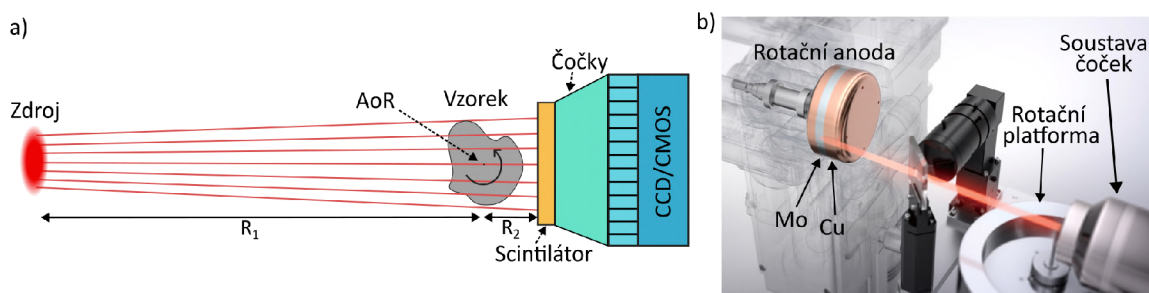 a)
Zdroj
AoR
Vzorek
Čočky
CCD/CMOS
R₁
R₂
Scintilátor
b)
Rotační anoda
Soustava
čoček
Rotační
platforma
Mo
Cu